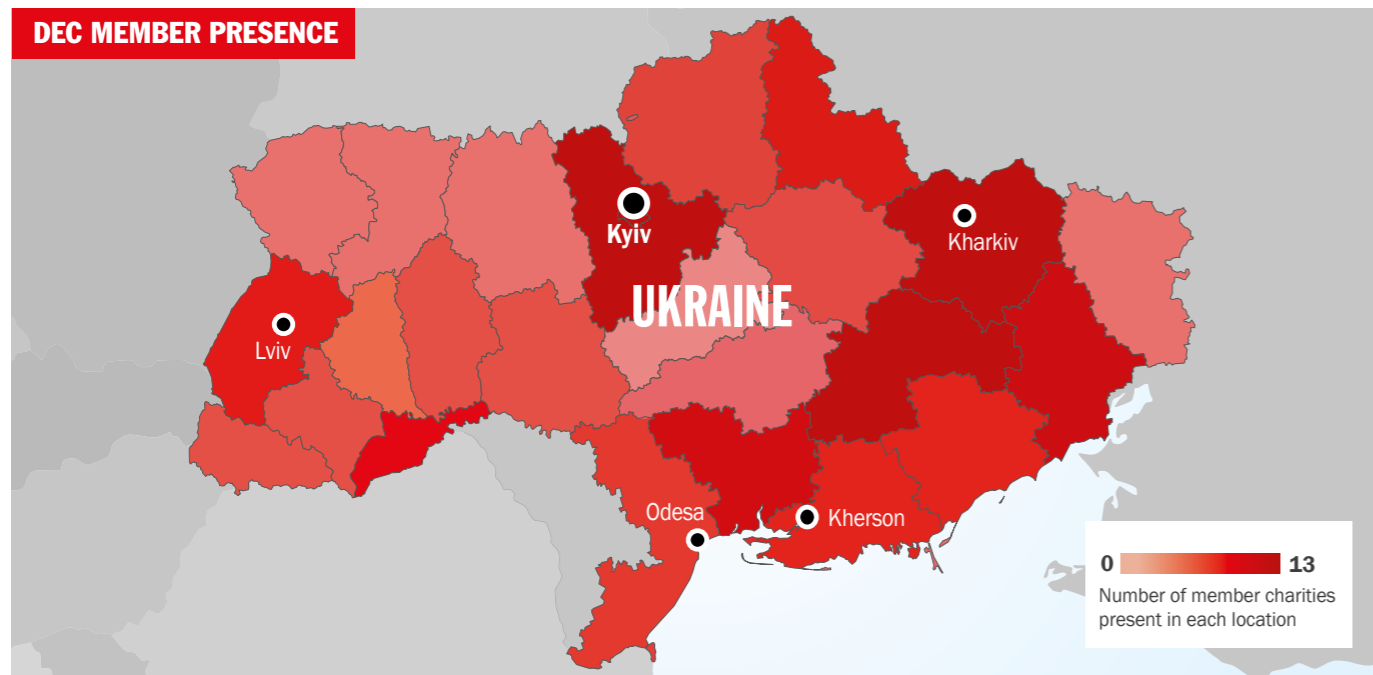 DEC MEMBER PRESENCE
Kyiv
Kharkiv
UKRAINE
Lviv
Odesa
Kherson
0 13
Number of member charities
present in each location